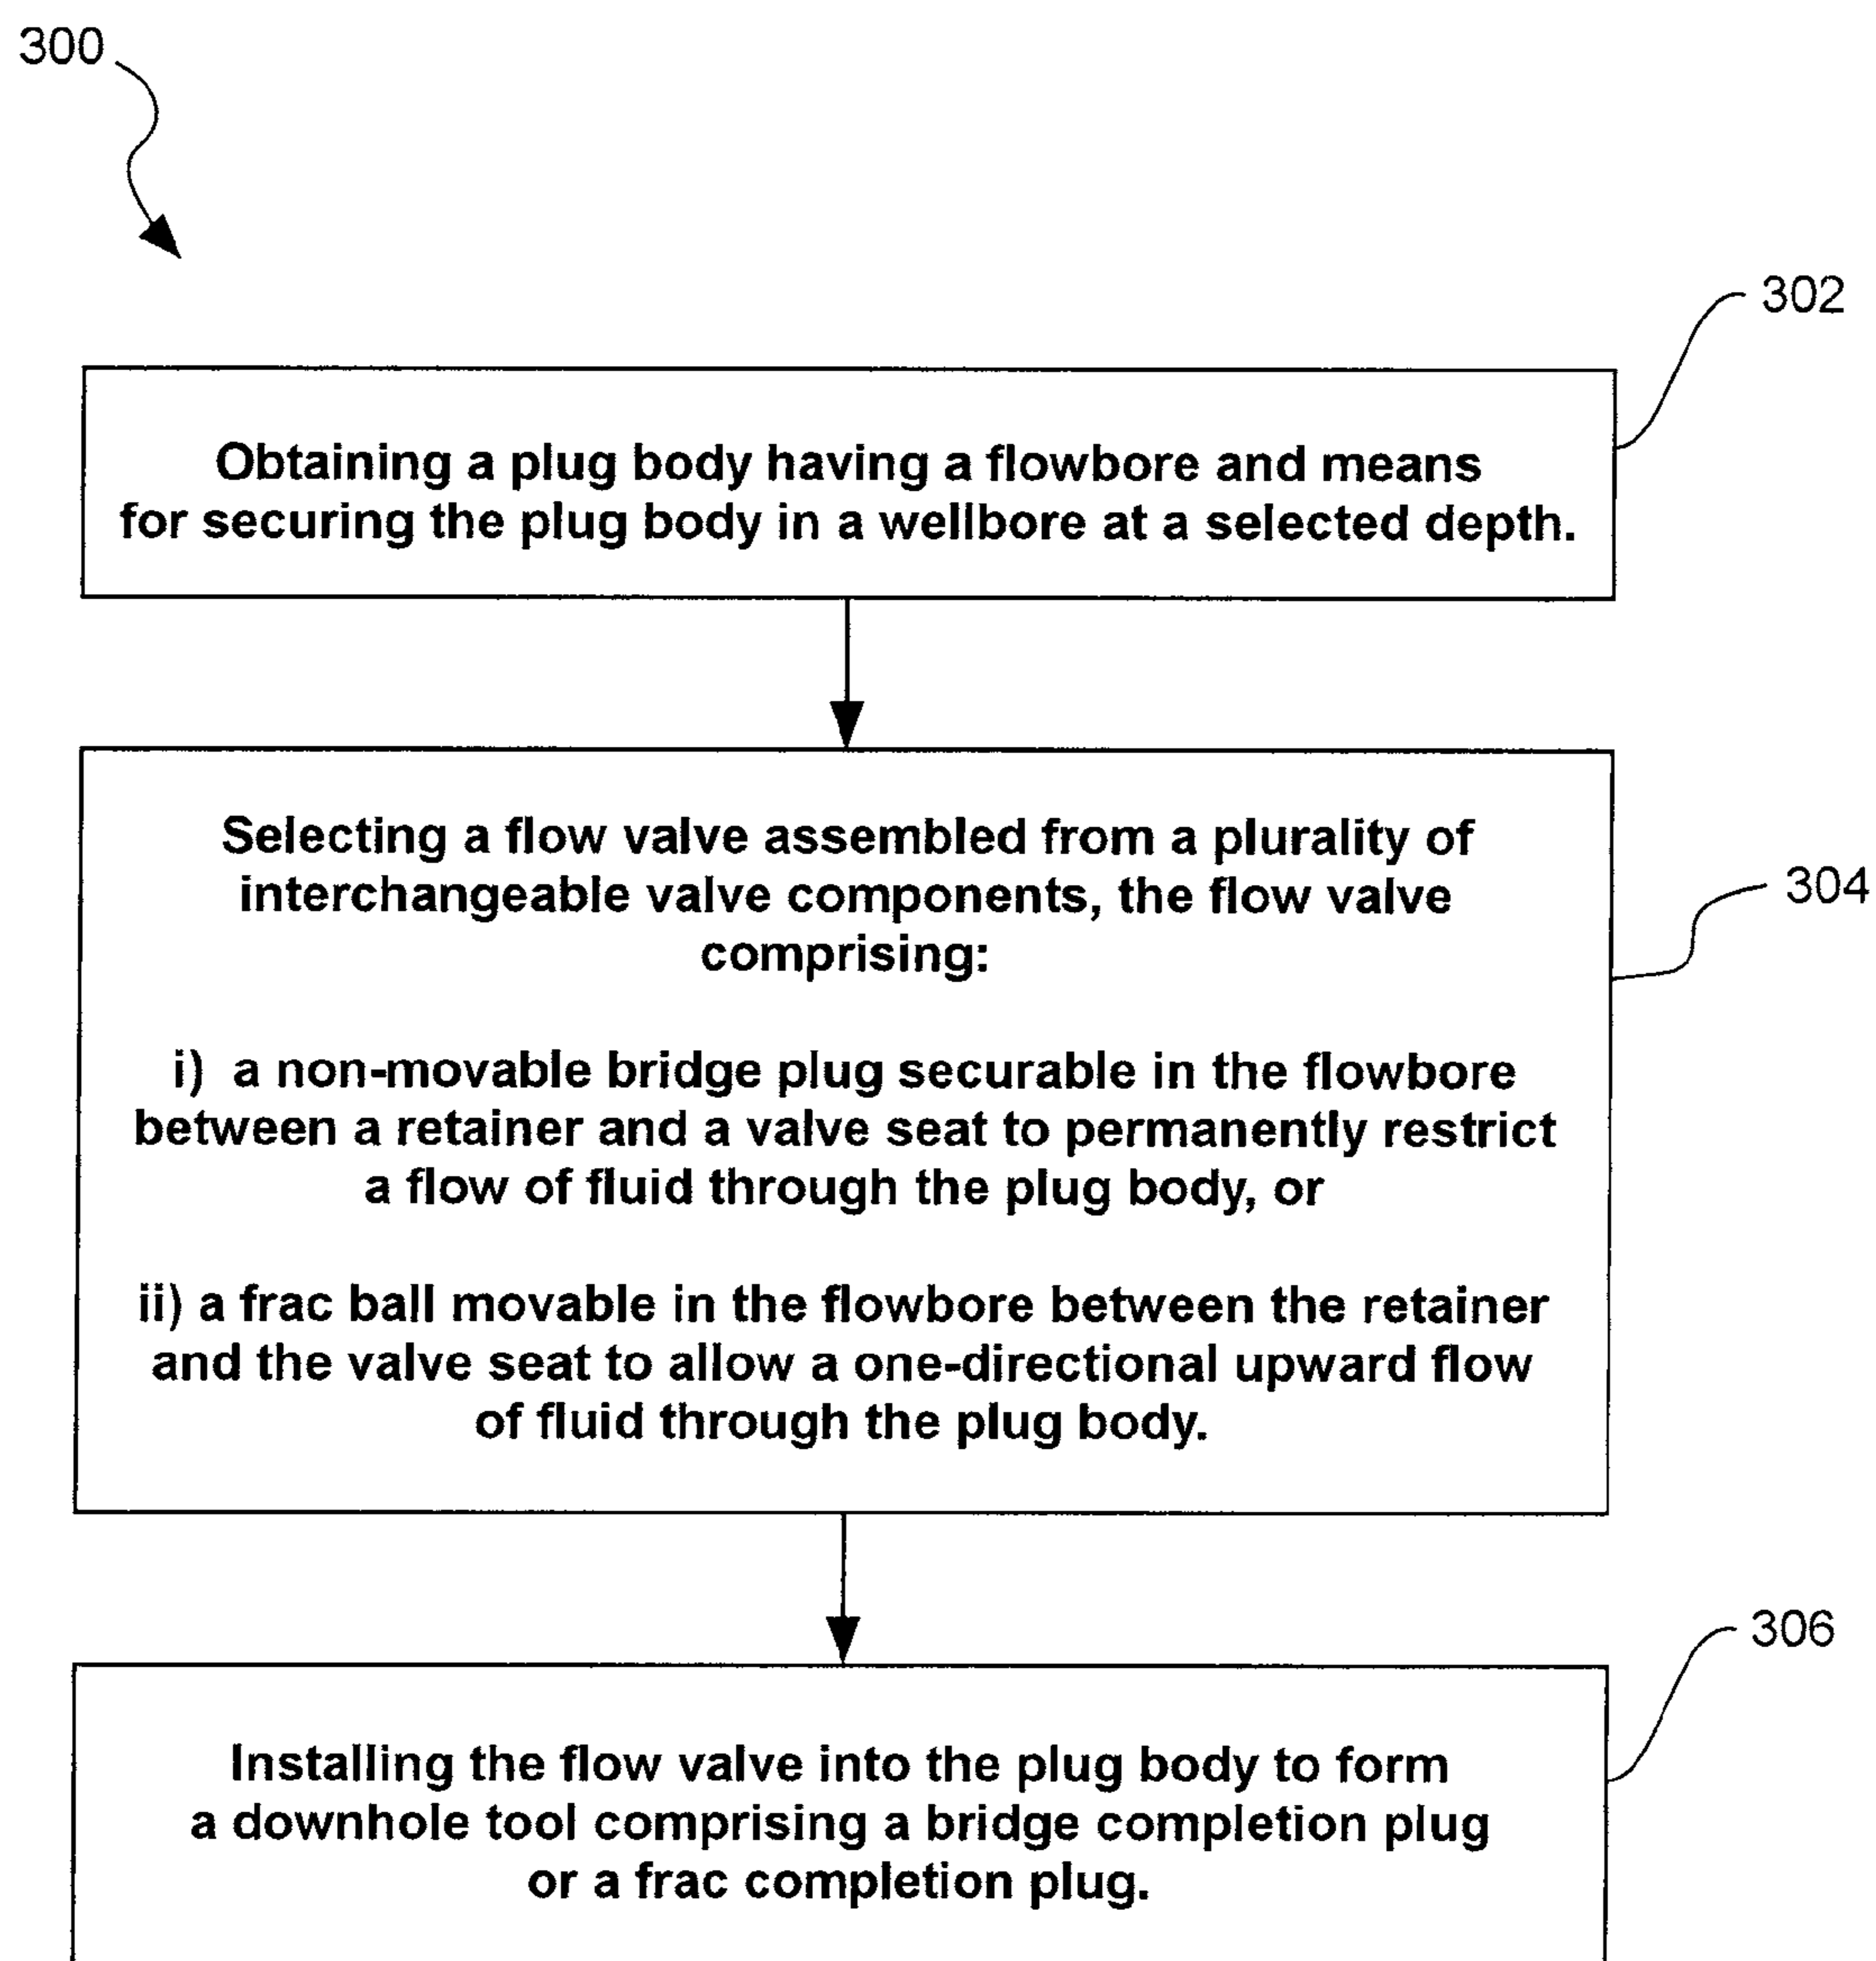 300
302
Obtaining a plug body having a flowbore and means
for securing the plug body in a wellbore at a selected depth.
Selecting a flow valve assembled from a plurality of
interchangeable valve components, the flow valve
comprising:
304
i) a non-movable bridge plug securable in the flowbore
between a retainer and a valve seat to permanently restrict
a flow of fluid through the plug body, or
ii) a frac ball movable in the flowbore between the retainer
and the valve seat to allow a one-directional upward flow
of fluid through the plug body.
306
Installing the flow valve into the plug body to form
a downhole tool comprising a bridge completion plug
or a frac completion plug.